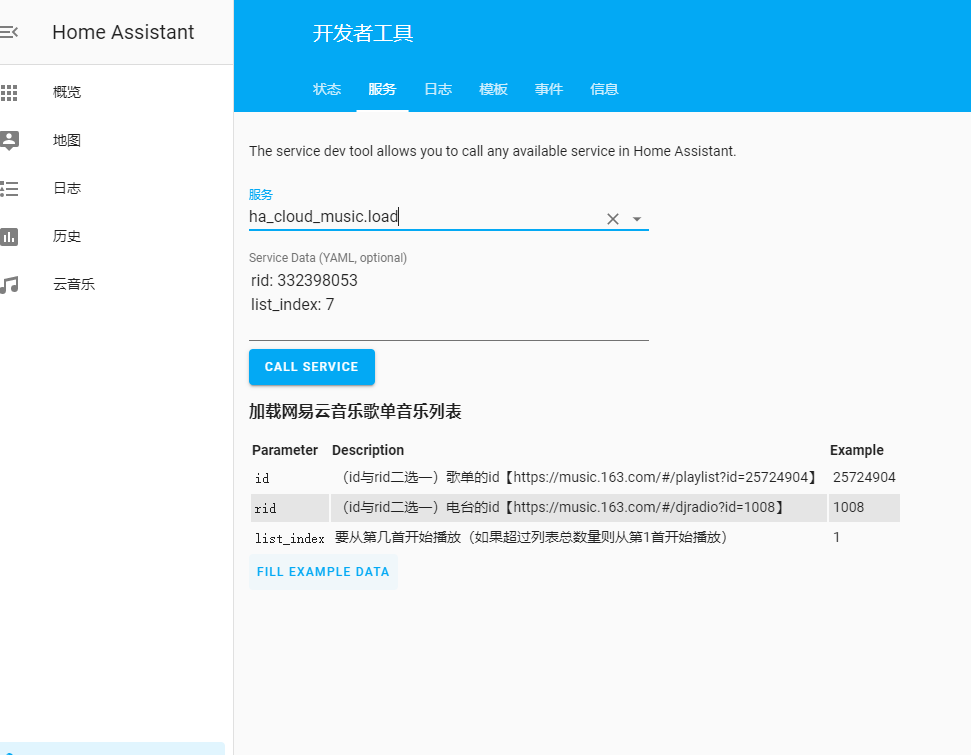 Home Assistant
开发者工具
状态 服务 日志 模板 事件 信息
概览
地图
日志
历史
云音乐
The service dev tool allows you to call any available service in Home Assistant.
服务
ha_cloud_music.load
Service Data (YAML, optional)
rid: 332398053
list_index: 7
CALL SERVICE
加载网易云音乐歌单音乐列表
Parameter Description Example
id （id与rid二选一）歌单的id【https://music.163.com/#/playlist?id=25724904】 25724904
rid （id与rid二选一）电台的id【https://music.163.com/#/djradio?id=1008】 1008
list_index 要从第几首开始播放（如果超过列表总数量则从第1首开始播放） 1
FILL EXAMPLE DATA